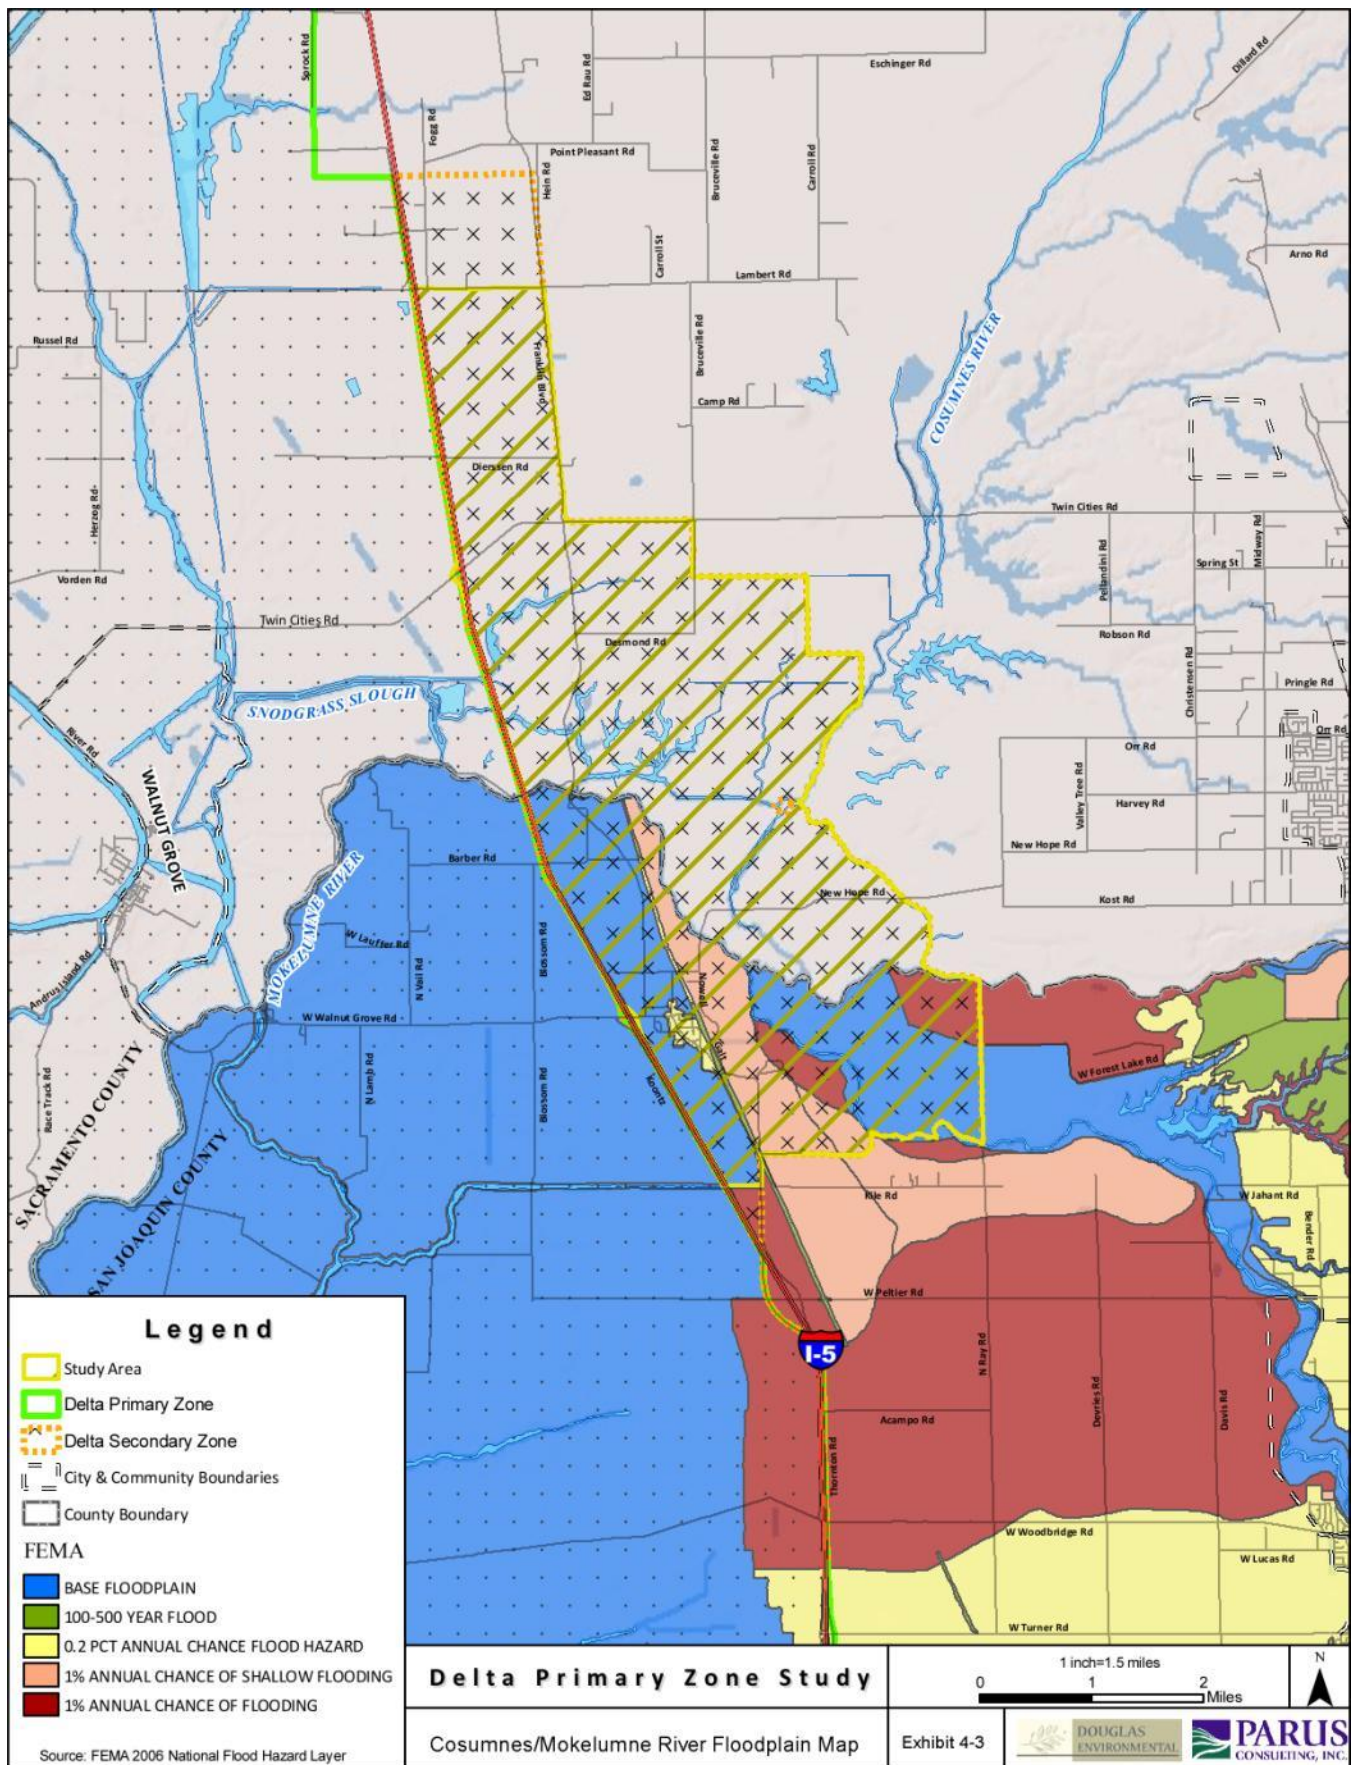 Sprock Rd
Ed Rau Rd
Eschinger Rd
Dillard Rd
Fogg Rd
Point Pleasant Rd
Hein Rd
Bruceville Rd
Carroll Rd
Carroll St
Lambert Rd
Arno Rd
Russel Rd
Franklin Blvd
Bruceville Rd
COSUMNES RIVER
Camp Rd
Dierssen Rd
Herzog Rd
Twin Cities Rd
Vorden Rd
Pellandini Rd
Spring St
Midway Rd
Twin Cities Rd
Desmond Rd
Robson Rd
Christensen Rd
Pringle Rd
SNODGRASS SLOUGH
River Rd
Orr Rd
Orr Rd
WALNUT GROVE
Valley Tree Rd
Harvey Rd
New Hope Rd
Barber Rd
New Hope Rd
Kost Rd
MOKELUMNE RIVER
W Lauffer Rd
N Vail Rd
Blossom Rd
Andrus Island Rd
Nowell
W Walnut Grove Rd
Galt
W Forest Lake Rd
Race Track Rd
N Lamb Rd
Blossom Rd
Koontz
SACRAMENTO COUNTY
SAN JOAQUIN COUNTY
Kile Rd
W Jahant Rd
Bender Rd
W Peltier Rd
I-5
N Ray Rd
Devries Rd
Davis Rd
Acampo Rd
Thornton Rd
W Woodbridge Rd
W Lucas Rd
W Turner Rd
Legend
Study Area
Delta Primary Zone
Delta Secondary Zone
City & Community Boundaries
County Boundary
FEMA
BASE FLOODPLAIN
100-500 YEAR FLOOD
0.2 PCT ANNUAL CHANCE FLOOD HAZARD
1% ANNUAL CHANCE OF SHALLOW FLOODING
1% ANNUAL CHANCE OF FLOODING
Source: FEMA 2006 National Flood Hazard Layer
Delta Primary Zone Study
1 inch=1.5 miles
0 1 2
Miles
N
Cosumnes/Mokelumne River Floodplain Map
Exhibit 4-3
DOUGLAS
ENVIRONMENTAL
PARUS
CONSULTING, INC.